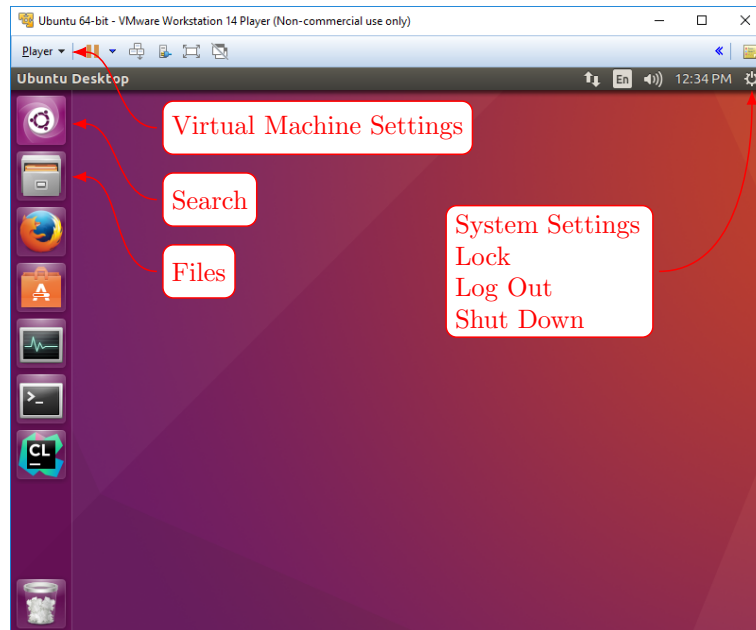 Ubuntu 64-bit - VMware Workstation 14 Player (Non-commercial use only)
Player
Ubuntu Desktop
En
12:34 PM
Virtual Machine Settings
Search
Files
System Settings
Lock
Log Out
Shut Down
>_
CL